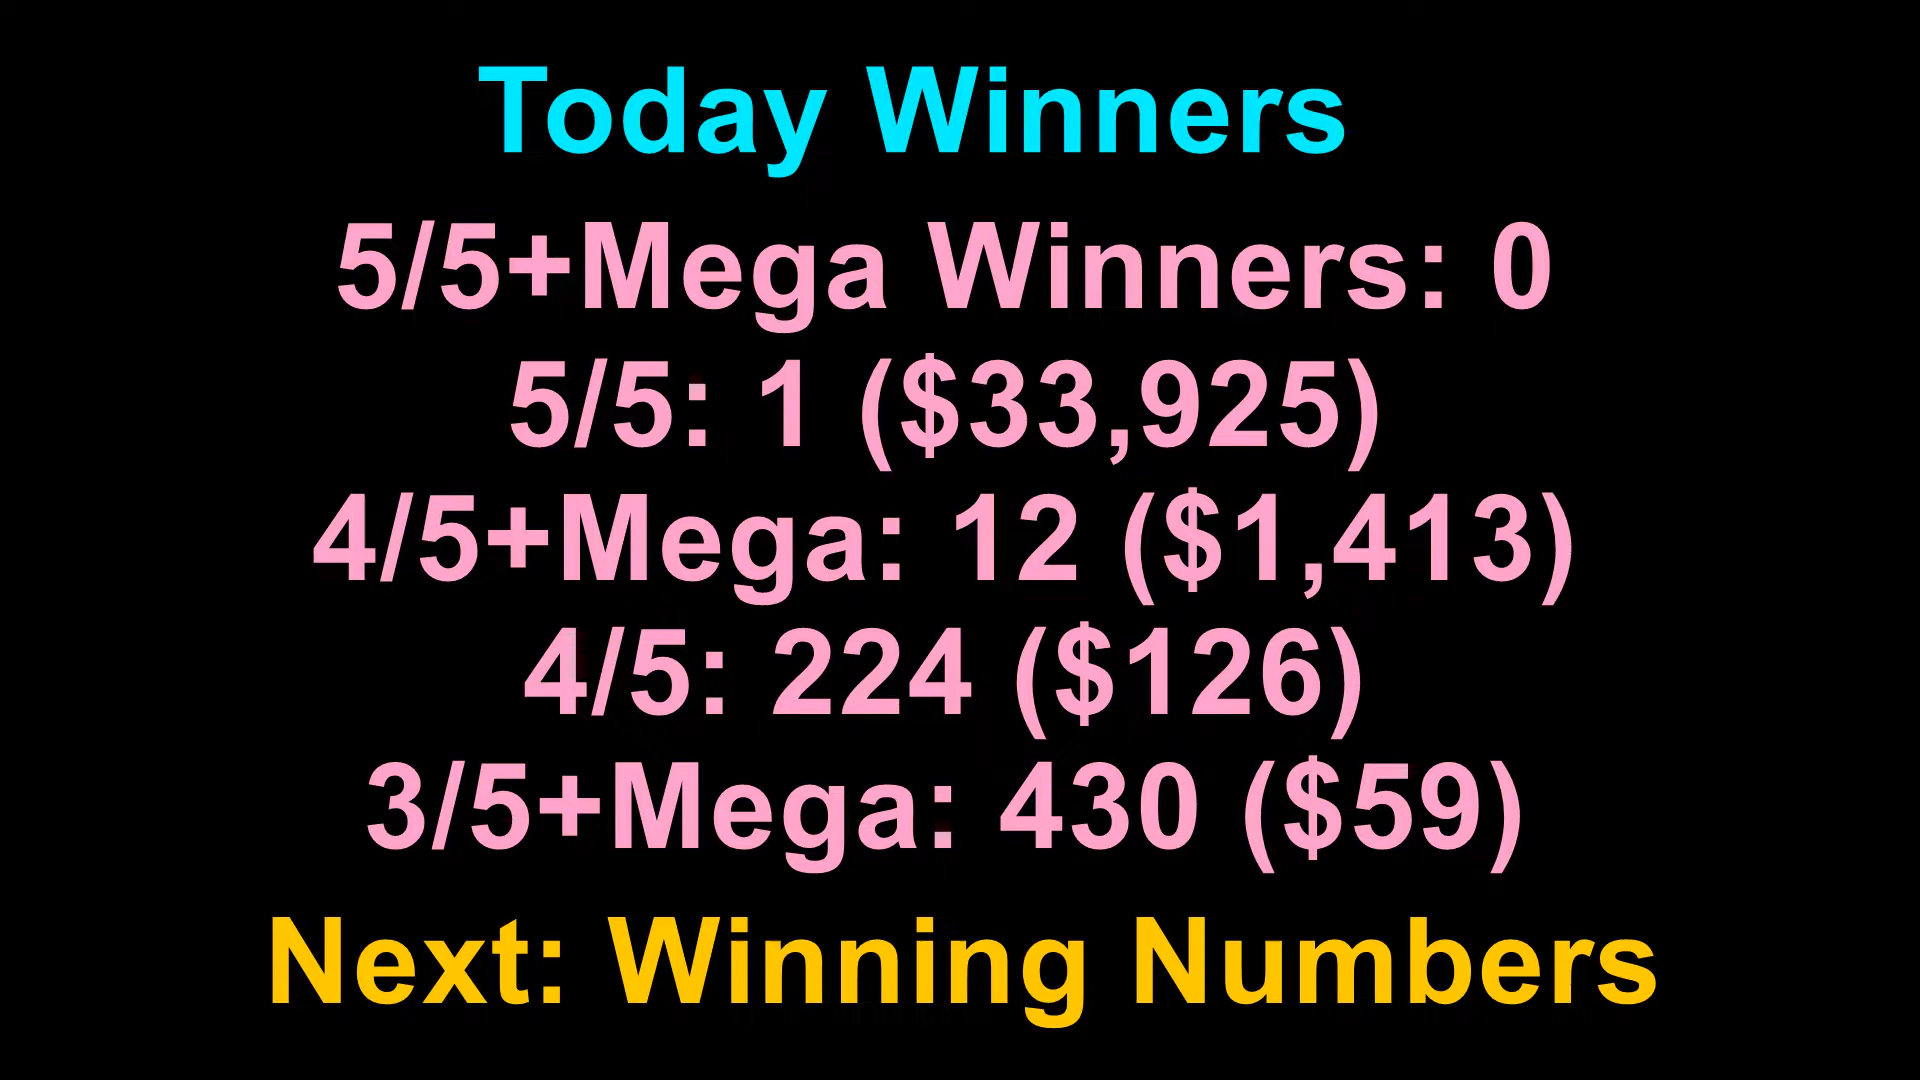 Today Winners
5/5+Mega Winners: 0
5/5: 1 ($33,925)
4/5+Mega: 12 ($1,413)
4/5: 224 ($126)
3/5+Mega: 430 ($59)
Next: Winning Numbers